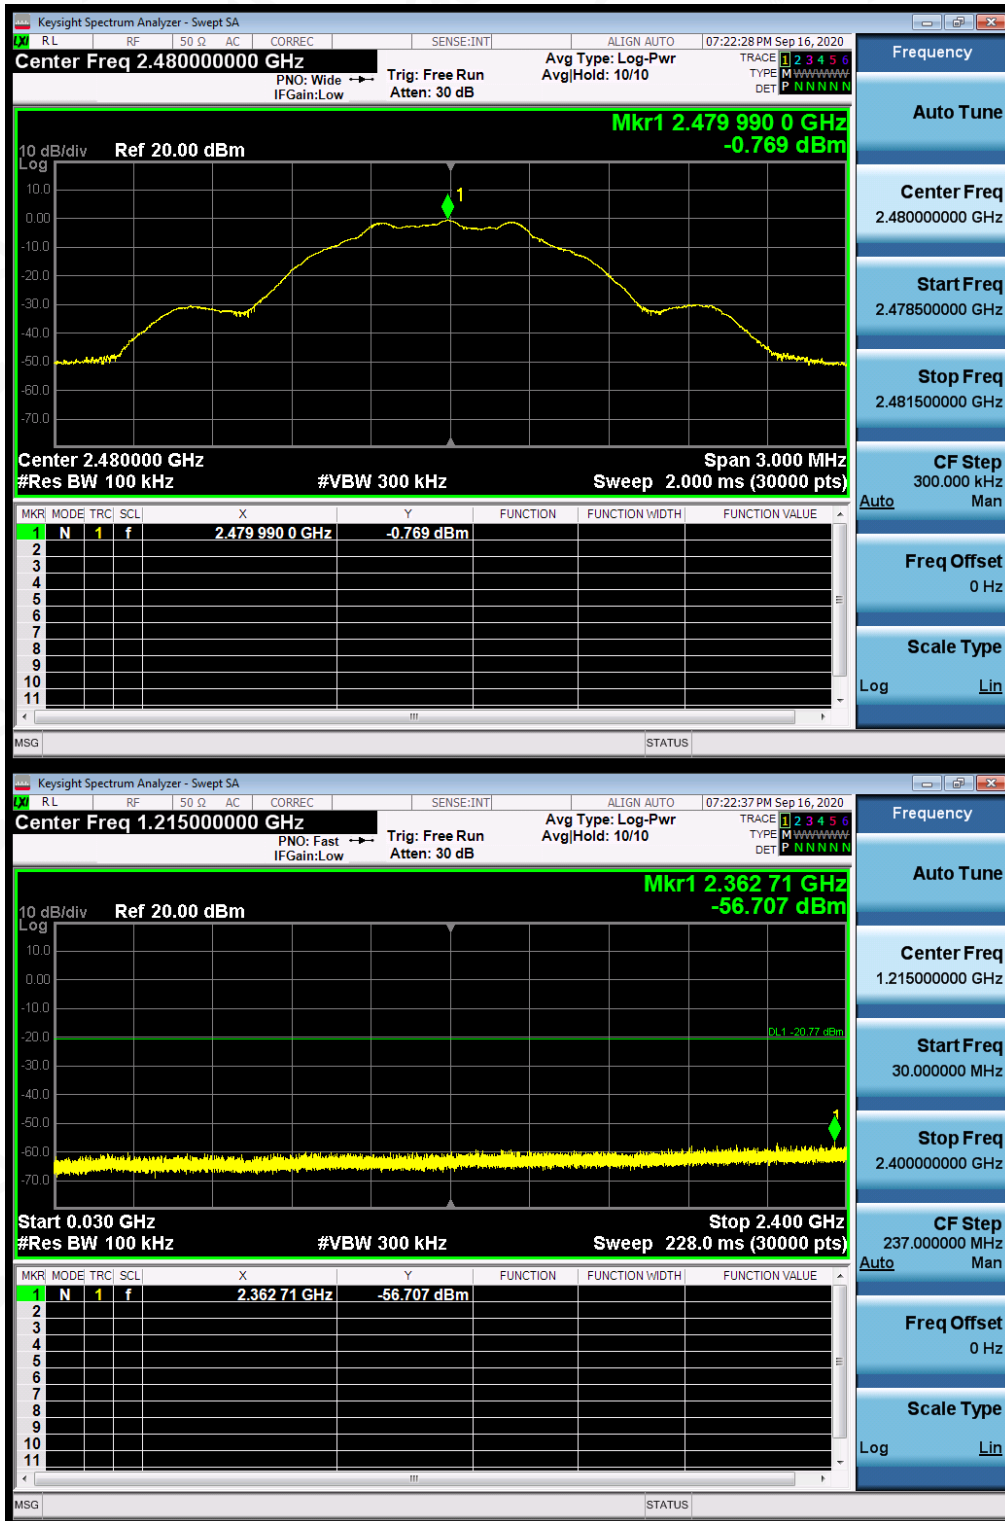 Keysight Spectrum Analyzer - Swept SA
LXI RL RF 50 Ω AC CORREC SENSE:INT ALIGN AUTO 07:22:28 PM Sep 16, 2020
Center Freq 2.480000000 GHz
PNO: Wide
IFGain:Low
Trig: Free Run
Atten: 30 dB
Avg Type: Log-Pwr
Avg|Hold: 10/10
TRACE 1 2 3 4 5 6
TYPE M WWWWW
DET P N N N N N
Mkr1 2.479 990 0 GHz
-0.769 dBm
10 dB/div Ref 20.00 dBm
Log
10.0
0.00
-10.0
-20.0
-30.0
-40.0
-50.0
-60.0
-70.0
1
Center 2.480000 GHz Span 3.000 MHz
#Res BW 100 kHz #VBW 300 kHz Sweep 2.000 ms (30000 pts)
MKR MODE TRC SCL X Y FUNCTION FUNCTION WIDTH FUNCTION VALUE
1 N 1 f 2.479 990 0 GHz -0.769 dBm
2
3
4
5
6
7
8
9
10
11
MSG STATUS
Frequency
Auto Tune
Center Freq
2.480000000 GHz
Start Freq
2.478500000 GHz
Stop Freq
2.481500000 GHz
CF Step
300.000 kHz
Auto Man
Freq Offset
0 Hz
Scale Type
Log Lin
Keysight Spectrum Analyzer - Swept SA
LXI RL RF 50 Ω AC CORREC SENSE:INT ALIGN AUTO 07:22:37 PM Sep 16, 2020
Center Freq 1.215000000 GHz
PNO: Fast
IFGain:Low
Trig: Free Run
Atten: 30 dB
Avg Type: Log-Pwr
Avg|Hold: 10/10
TRACE 1 2 3 4 5 6
TYPE M WWWWW
DET P N N N N N
Mkr1 2.362 71 GHz
-56.707 dBm
10 dB/div Ref 20.00 dBm
Log
10.0
0.00
-10.0
-20.0
-30.0
-40.0
-50.0
-60.0
-70.0
DL1 -20.77 dBm
1
Start 0.030 GHz Stop 2.400 GHz
#Res BW 100 kHz #VBW 300 kHz Sweep 228.0 ms (30000 pts)
MKR MODE TRC SCL X Y FUNCTION FUNCTION WIDTH FUNCTION VALUE
1 N 1 f 2.362 71 GHz -56.707 dBm
2
3
4
5
6
7
8
9
10
11
MSG STATUS
Frequency
Auto Tune
Center Freq
1.215000000 GHz
Start Freq
30.000000 MHz
Stop Freq
2.400000000 GHz
CF Step
237.000000 MHz
Auto Man
Freq Offset
0 Hz
Scale Type
Log Lin